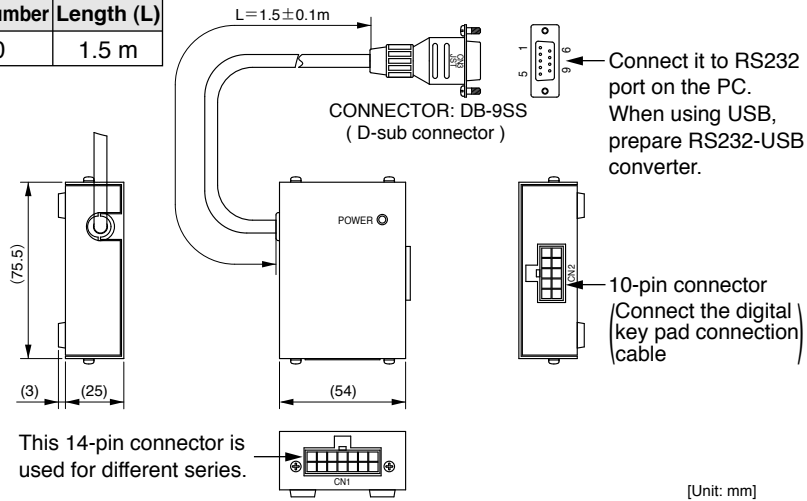 Length (L)
1.5 m
L=1.5±0.1m
CN3
JST
1
6
5
9
CONNECTOR: DB-9SS
( D-sub connector )
Connect it to RS232
port on the PC.
When using USB,
prepare RS232-USB
converter.
POWER
(75.5)
CN2
10-pin connector
(Connect the digital
key pad connection
cable)
(3)
(25)
(54)
This 14-pin connector is
used for different series.
CN1
[Unit: mm]